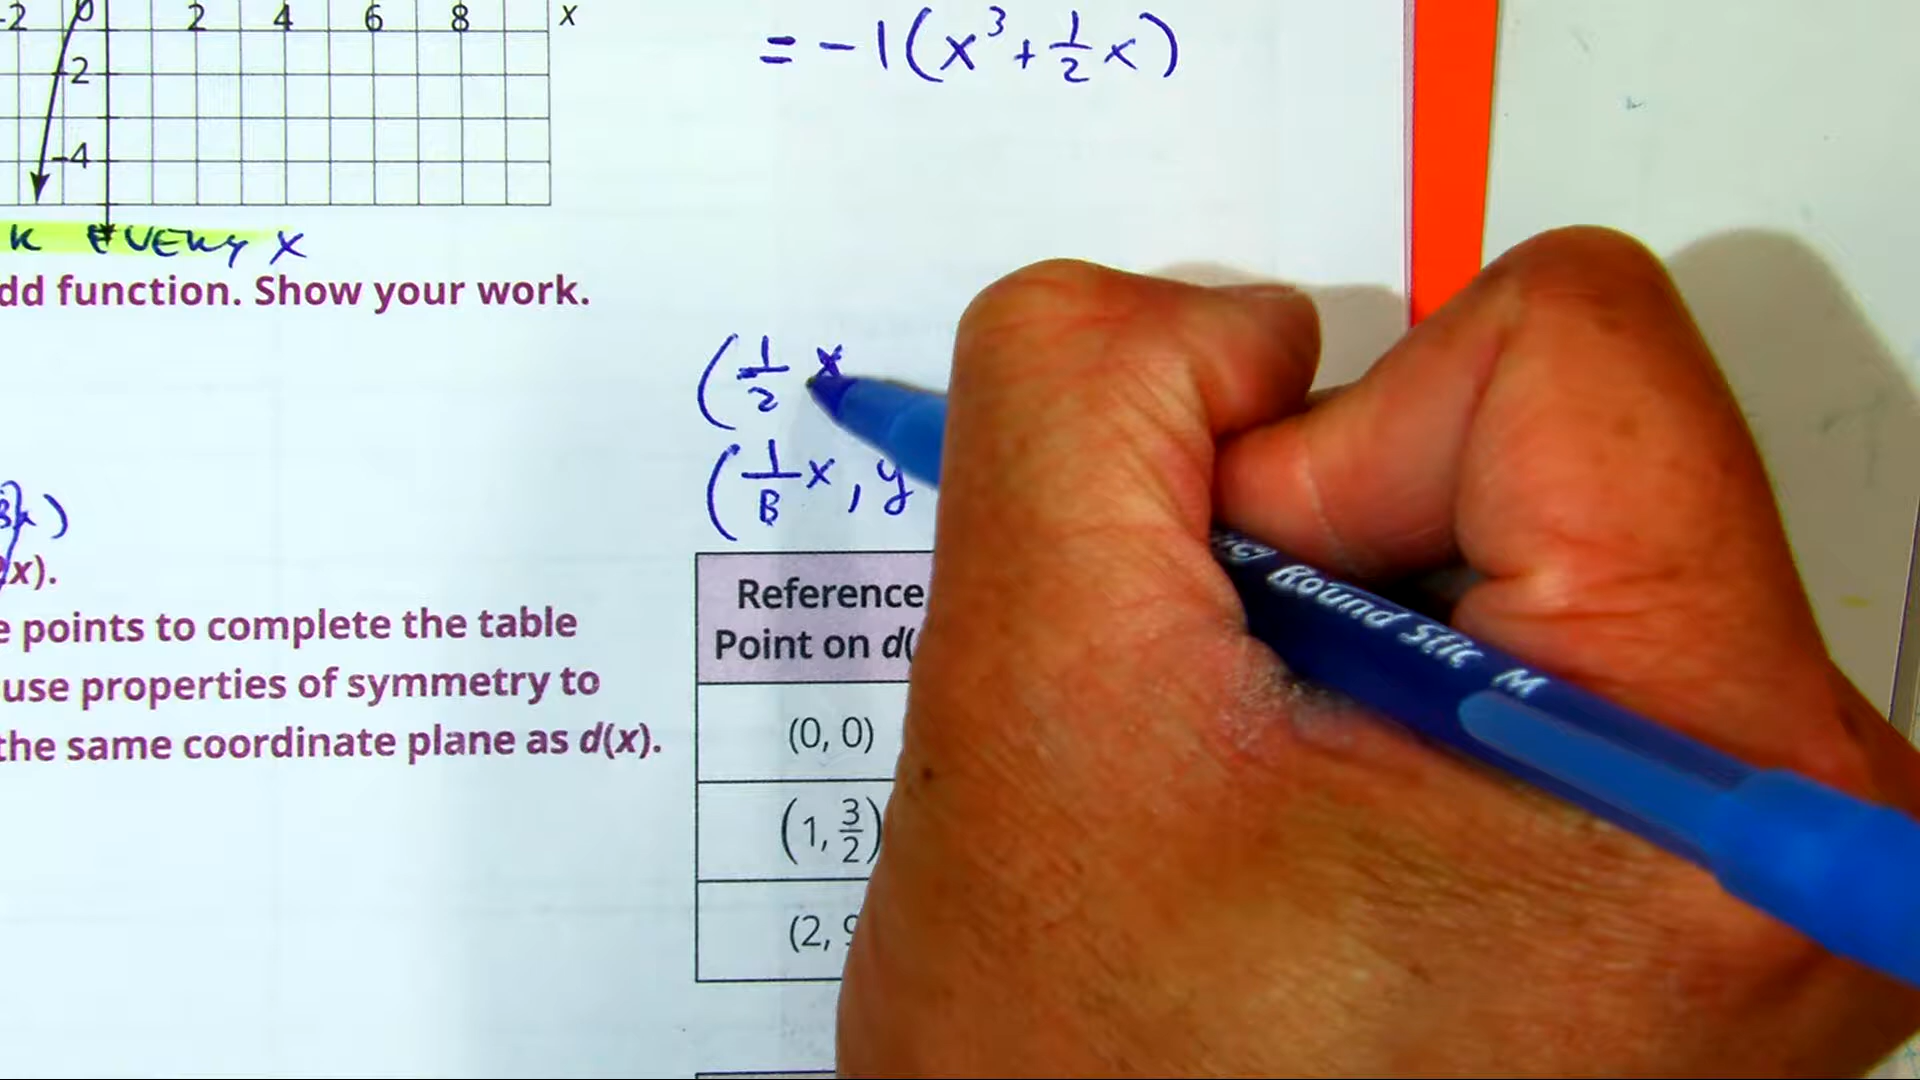 -2 0 2 4 6 8 x
-2
-4
= -1(x³ + 1/2 x)
K EVERY x
dd function. Show your work.
(1/2 x
(1/B x, y
x).
e points to complete the table
use properties of symmetry to
the same coordinate plane as d(x).
Reference
Point on d(
(0, 0)
(1, 3/2)
(2, 9
Round Stic M